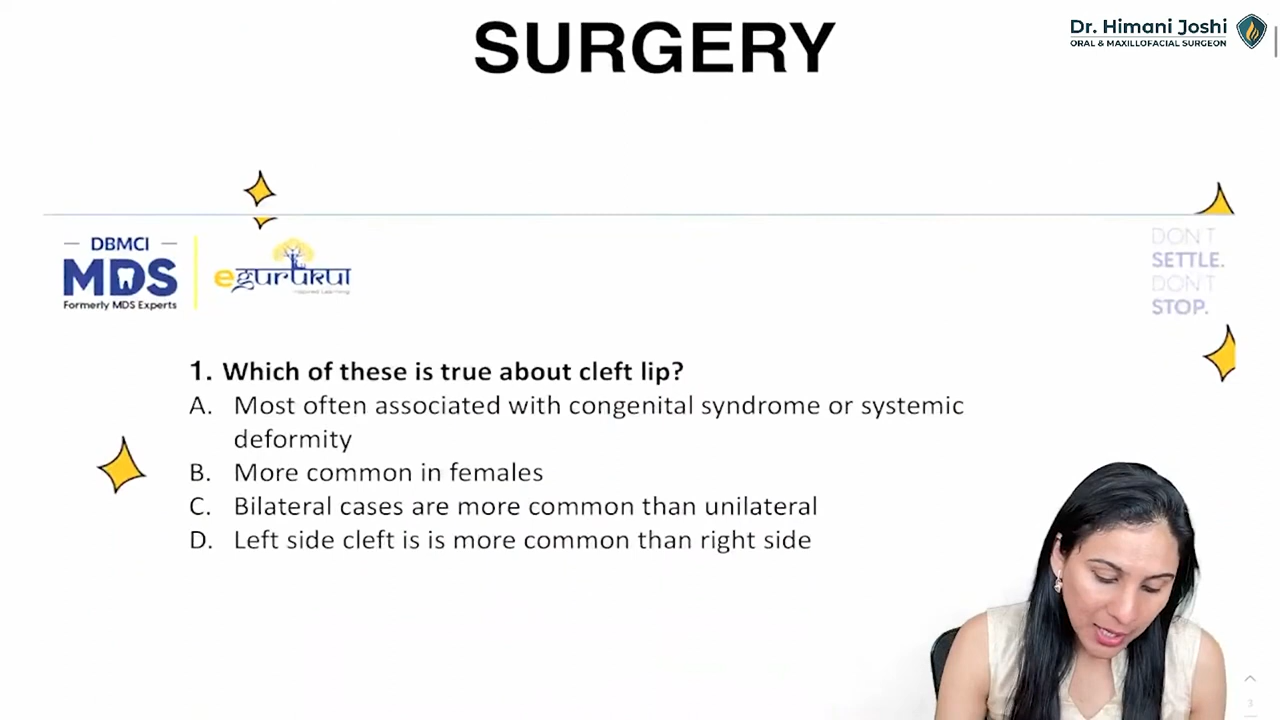 SURGERY
Dr. Himani Joshi
ORAL & MAXILLOFACIAL SURGEON
DBMCI
MDS
Formerly MDS Experts
egurukul
DON'T
SETTLE.
DON'T
STOP.
1. Which of these is true about cleft lip?
A. Most often associated with congenital syndrome or systemic
deformity
B. More common in females
C. Bilateral cases are more common than unilateral
D. Left side cleft is is more common than right side
3